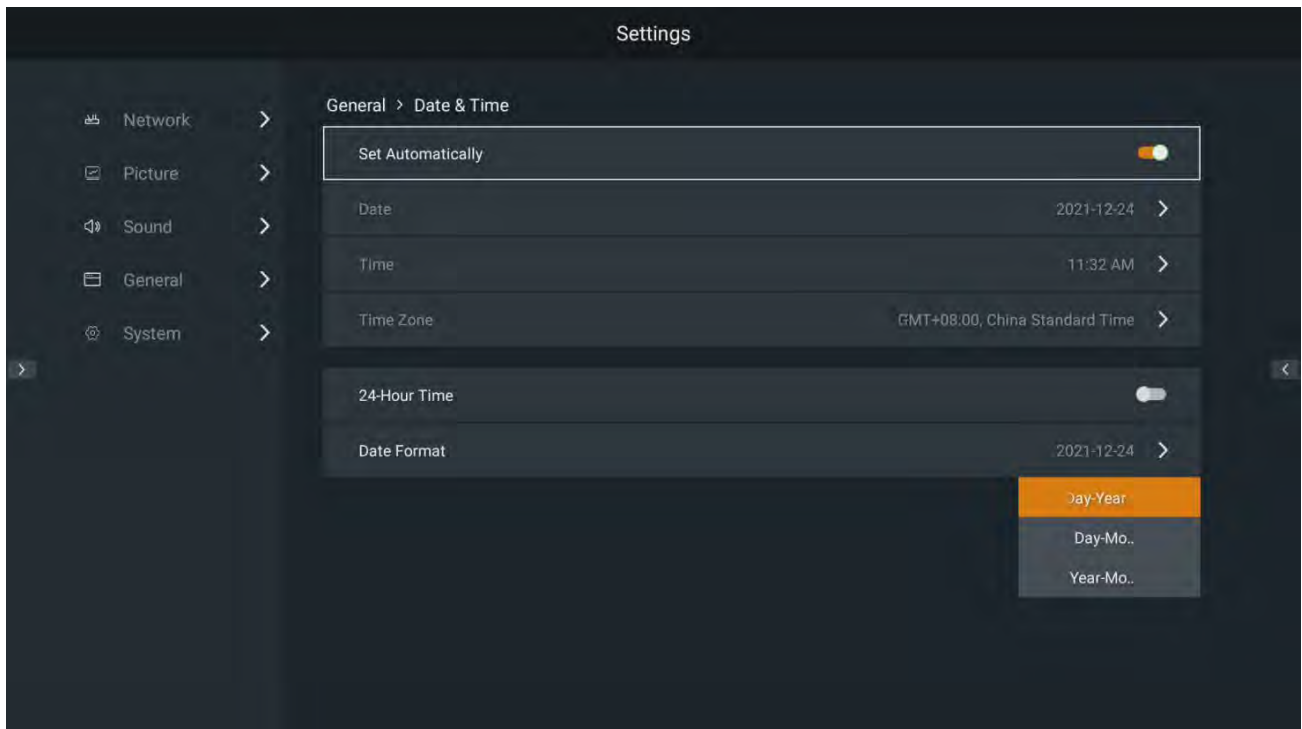 Settings
Network
Picture
Sound
General
System
General > Date & Time
Set Automatically
Date 2021-12-24
Time 11:32 AM
Time Zone GMT+08:00, China Standard Time
24-Hour Time
Date Format 2021-12-24
Day-Year
Day-Mo..
Year-Mo..